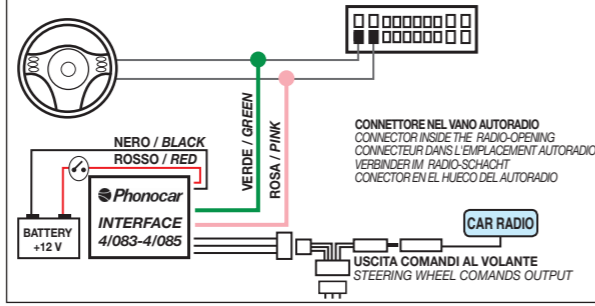 CONNETTORE NEL VANO AUTORADIO
CONNECTOR INSIDE THE RADIO-OPENING
CONNECTEUR DANS L'EMPLACEMENT AUTORADIO
VERBINDER IM RADIO-SCHACHT
CONECTOR EN EL HUECO DEL AUTORADIO
VERDE / GREEN
ROSA / PINK
NERO / BLACK
ROSSO / RED
Phonocar
INTERFACE
4/083-4/085
BATTERY
+12 V
CAR RADIO
USCITA COMANDI AL VOLANTE
STEERING WHEEL COMANDS OUTPUT